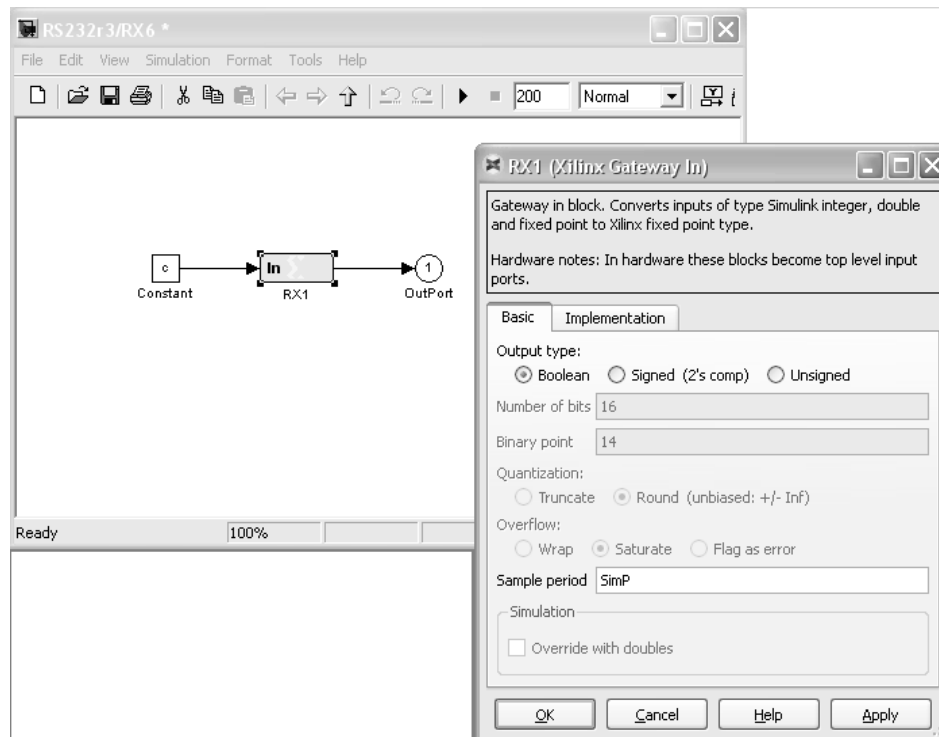 RS232r3/RX6 *
File Edit View Simulation Format Tools Help
200 Normal
c
Constant
In
RX1
1
OutPort
Ready 100%
RX1 (Xilinx Gateway In)
Gateway in block. Converts inputs of type Simulink integer, double
and fixed point to Xilinx fixed point type.
Hardware notes: In hardware these blocks become top level input
ports.
Basic Implementation
Output type:
Boolean Signed (2's comp) Unsigned
Number of bits 16
Binary point 14
Quantization:
Truncate Round (unbiased: +/- Inf)
Overflow:
Wrap Saturate Flag as error
Sample period SimP
Simulation
Override with doubles
OK Cancel Help Apply